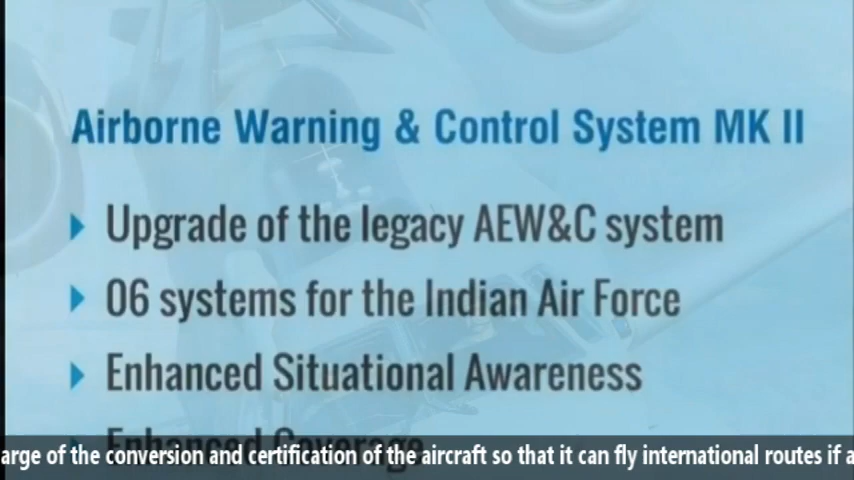 Airborne Warning & Control System MK II
Upgrade of the legacy AEW&C system
06 systems for the Indian Air Force
Enhanced Situational Awareness
Enhanced Coverage
arge of the conversion and certification of the aircraft so that it can fly international routes if a